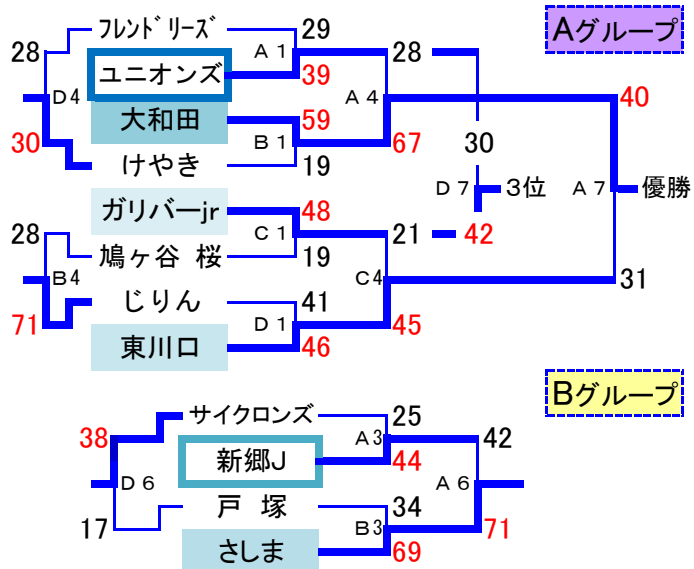 Aグループ
フレンドリーズ 29
28 A1 28
ユニオンズ 39
D4 A4 40
大和田 59
30 B1 67 30
けやき 19
D7 3位 A7 優勝
ガリバーjr 48
28 C1 21 42
鳩ヶ谷 桜 19
B4 C4 31
じりん 41
71 D1 45
東川口 46
Bグループ
サイクロンズ 25
38 A3 42
新郷J 44
D6 A6
戸 塚 34
17 B3 71
さしま 69